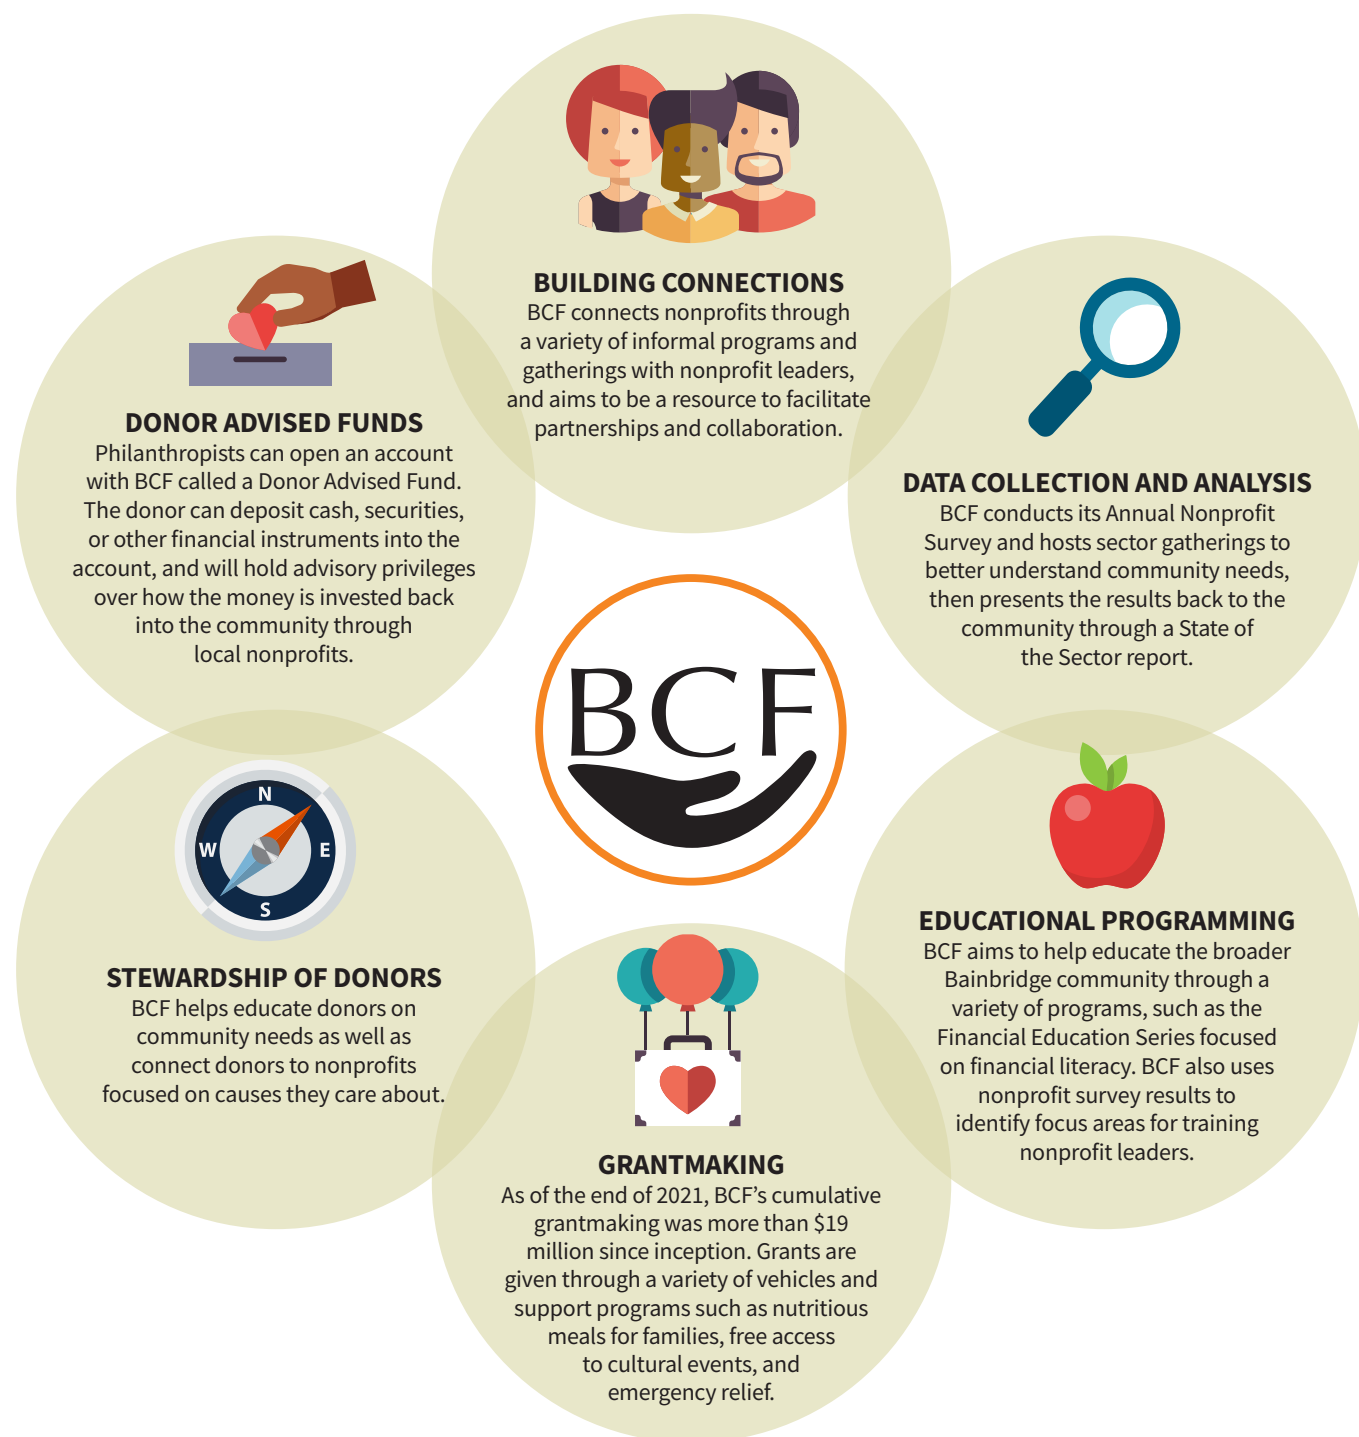 BUILDING CONNECTIONS
BCF connects nonprofits through
a variety of informal programs and
gatherings with nonprofit leaders,
and aims to be a resource to facilitate
partnerships and collaboration.
DONOR ADVISED FUNDS
Philanthropists can open an account
with BCF called a Donor Advised Fund.
The donor can deposit cash, securities,
or other financial instruments into the
account, and will hold advisory privileges
over how the money is invested back
into the community through
local nonprofits.
DATA COLLECTION AND ANALYSIS
BCF conducts its Annual Nonprofit
Survey and hosts sector gatherings to
better understand community needs,
then presents the results back to the
community through a State of
the Sector report.
BCF
N
W
E
S
STEWARDSHIP OF DONORS
BCF helps educate donors on
community needs as well as
connect donors to nonprofits
focused on causes they care about.
EDUCATIONAL PROGRAMMING
BCF aims to help educate the broader
Bainbridge community through a
variety of programs, such as the
Financial Education Series focused
on financial literacy. BCF also uses
nonprofit survey results to
identify focus areas for training
nonprofit leaders.
GRANTMAKING
As of the end of 2021, BCF’s cumulative
grantmaking was more than $19
million since inception. Grants are
given through a variety of vehicles and
support programs such as nutritious
meals for families, free access
to cultural events, and
emergency relief.